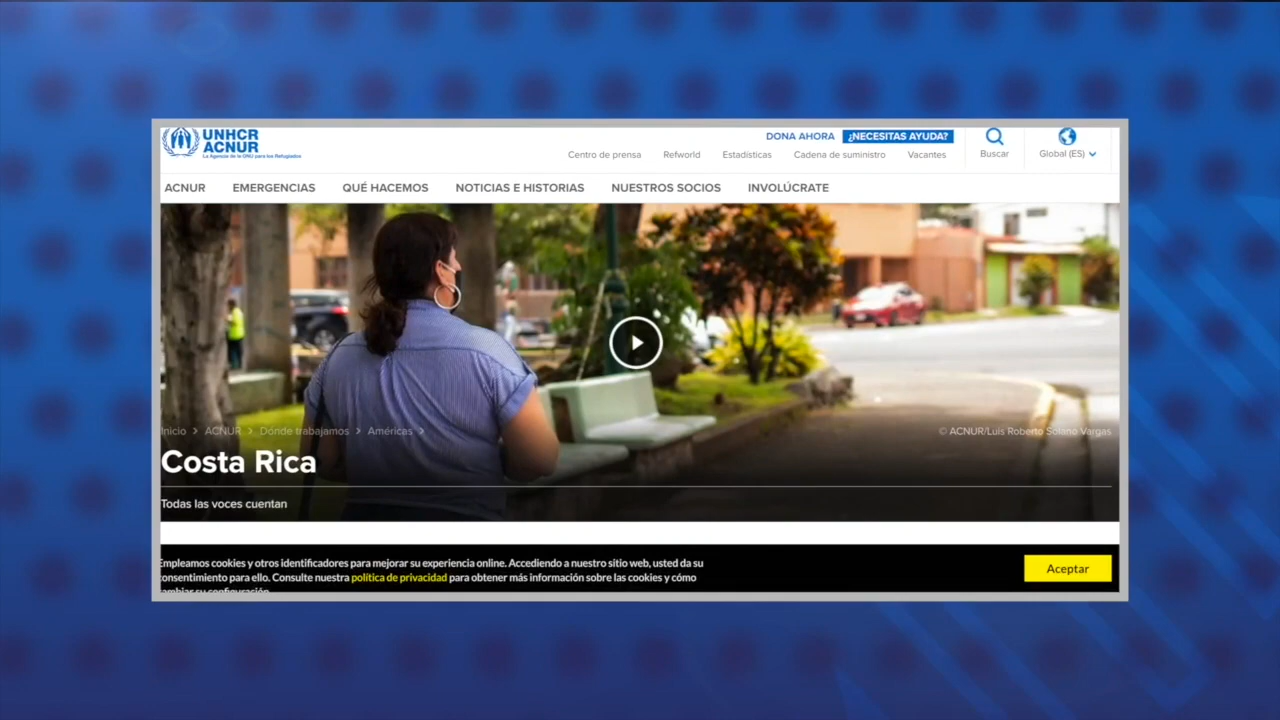 UNHCR
ACNUR
La Agencia de la ONU para los Refugiados
DONA AHORA ¿NECESITAS AYUDA?
Centro de prensa Refworld Estadísticas Cadena de suministro Vacantes
Buscar
Global (ES)
ACNUR EMERGENCIAS QUÉ HACEMOS NOTICIAS E HISTORIAS NUESTROS SOCIOS INVOLÚCRATE
Inicio > ACNUR > Dónde trabajamos > Américas >
© ACNUR/Luis Roberto Solano Vargas
Costa Rica
Todas las voces cuentan
Empleamos cookies y otros identificadores para mejorar su experiencia online. Accediendo a nuestro sitio web, usted da su
consentimiento para ello. Consulte nuestra política de privacidad para obtener más información sobre las cookies y cómo
cambiar su configuración.
Aceptar